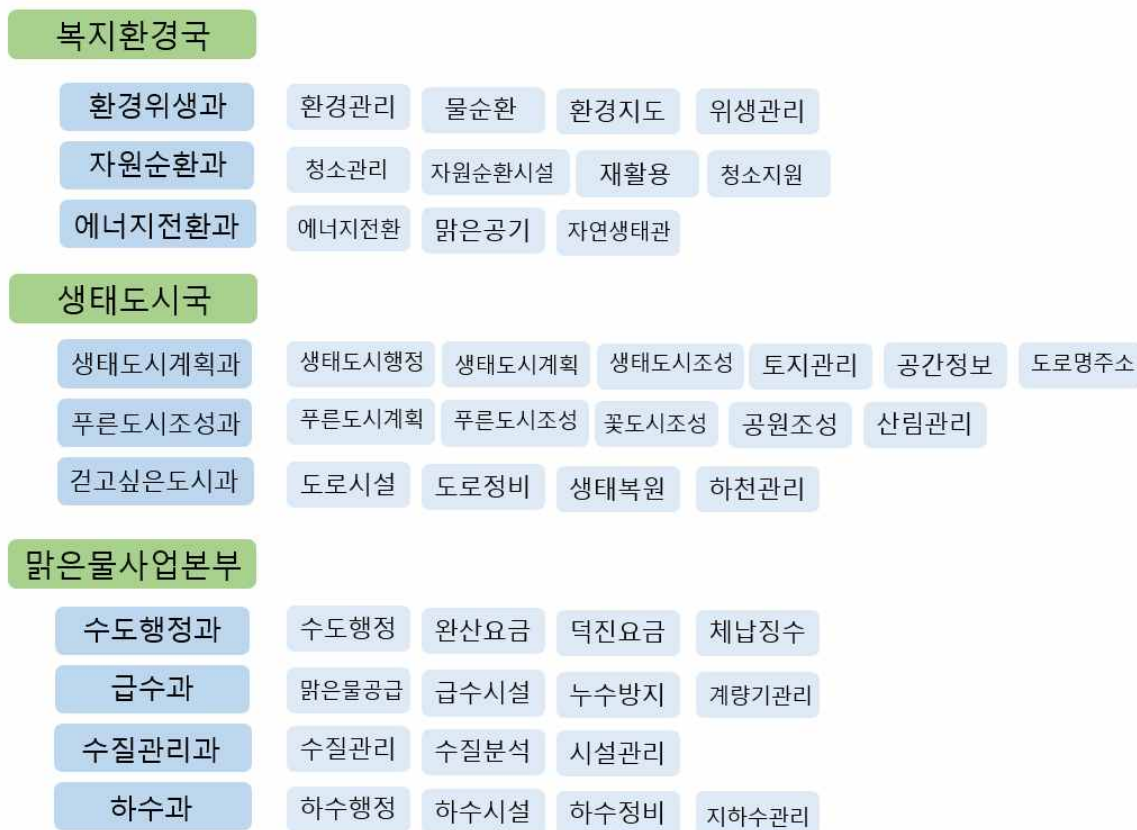 복지환경국
환경위생과 환경관리 물순환 환경지도 위생관리
자원순환과 청소관리 자원순환시설 재활용 청소지원
에너지전환과 에너지전환 맑은공기 자연생태관
생태도시국
생태도시계획과 생태도시행정 생태도시계획 생태도시조성 토지관리 공간정보 도로명주소
푸른도시조성과 푸른도시계획 푸른도시조성 꽃도시조성 공원조성 산림관리
걷고싶은도시과 도로시설 도로정비 생태복원 하천관리
맑은물사업본부
수도행정과 수도행정 완산요금 덕진요금 체납징수
급수과 맑은물공급 급수시설 누수방지 계량기관리
수질관리과 수질관리 수질분석 시설관리
하수과 하수행정 하수시설 하수정비 지하수관리